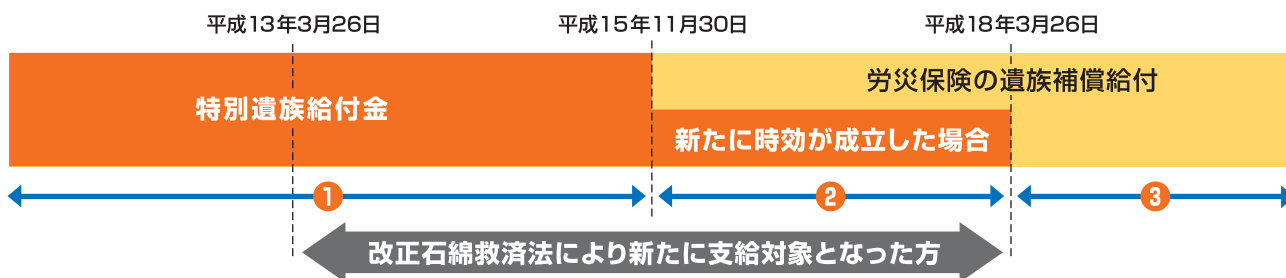 平成13年3月26日
平成15年11月30日
平成18年3月26日
特別遺族給付金
労災保険の遺族補償給付
新たに時効が成立した場合
1
2
3
改正石綿救済法により新たに支給対象となった方